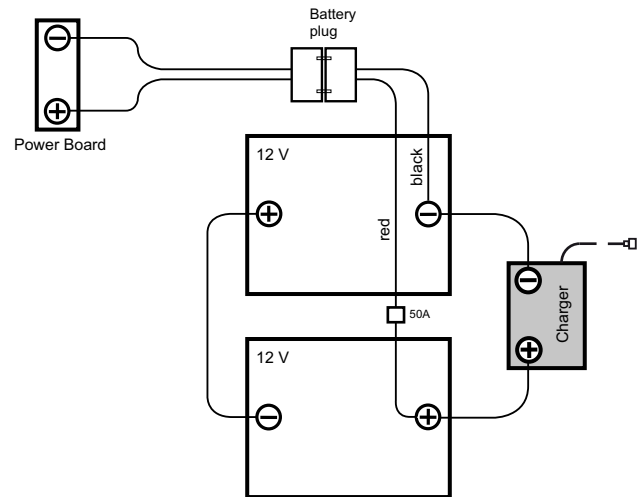 Battery
plug
Power Board
12 V
black
red
50A
Charger
12 V